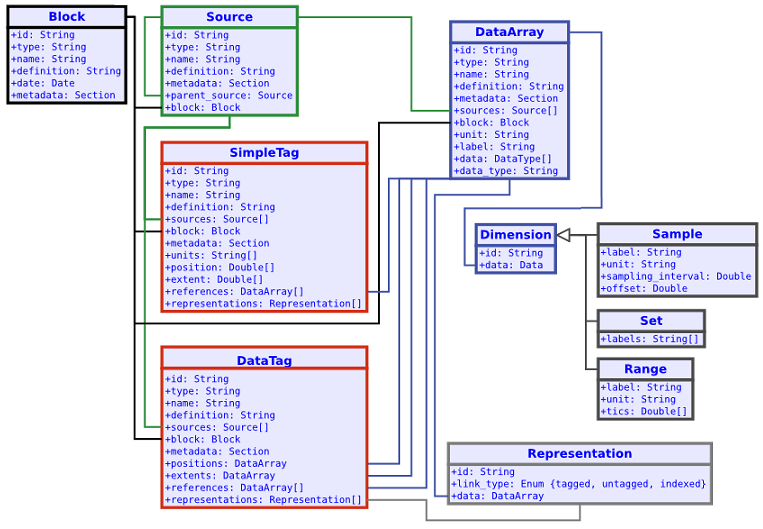 Block
+id: String
+type: String
+name: String
+definition: String
+date: Date
+metadata: Section
Source
+id: String
+type: String
+name: String
+definition: String
+metadata: Section
+parent_source: Source
+block: Block
DataArray
+id: String
+type: String
+name: String
+definition: String
+metadata: Section
+sources: Source[]
+block: Block
+unit: String
+label: String
+data: DataType[]
+data_type: String
SimpleTag
+id: String
+type: String
+name: String
+definition: String
+sources: Source[]
+block: Block
+metadata: Section
+units: String[]
+position: Double[]
+extent: Double[]
+references: DataArray[]
+representations: Representation[]
Dimension
+id: String
+data: Data
Sample
+label: String
+unit: String
+sampling_interval: Double
+offset: Double
Set
+labels: String[]
Range
+label: String
+unit: String
+tics: Double[]
DataTag
+id: String
+type: String
+name: String
+definition: String
+sources: Source[]
+block: Block
+metadata: Section
+positions: DataArray
+extents: DataArray
+references: DataArray[]
+representations: Representation[]
Representation
+id: String
+link_type: Enum {tagged, untagged, indexed}
+data: DataArray